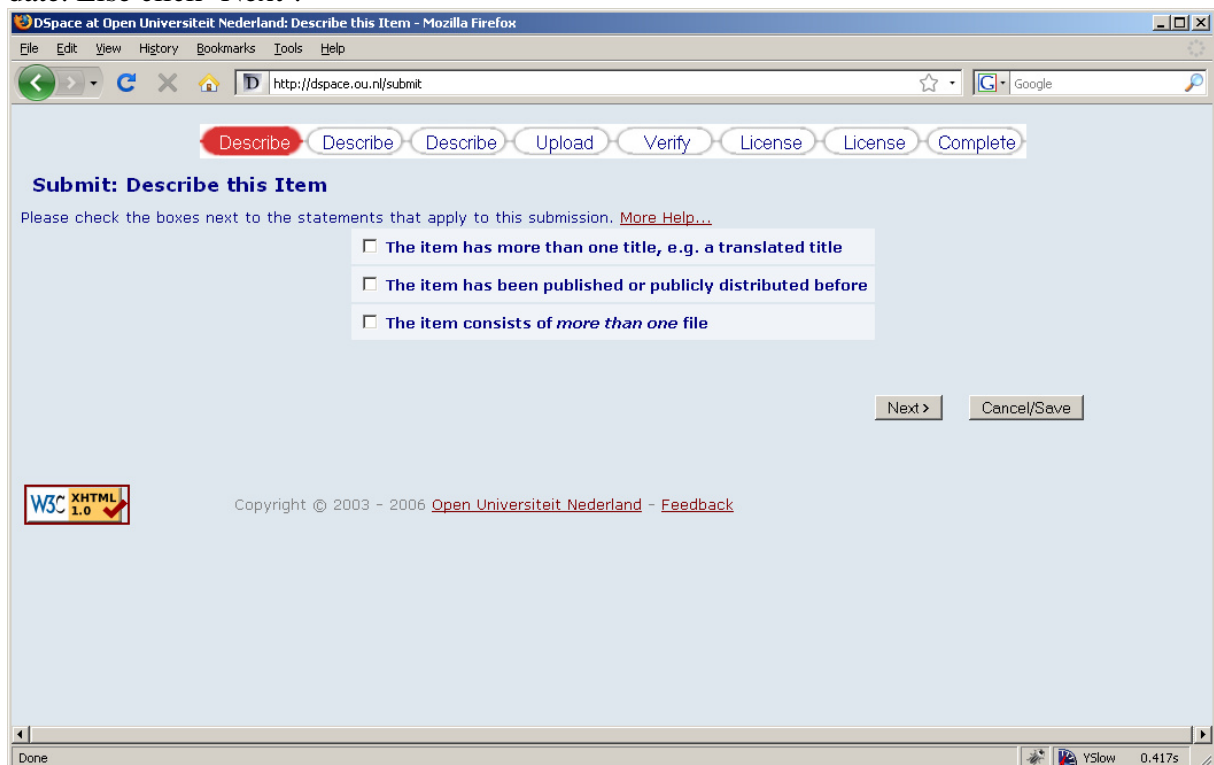 date. Else click 'Next'.
DSpace at Open Universiteit Nederland: Describe this Item - Mozilla Firefox
File Edit View History Bookmarks Tools Help
D http://dspace.ou.nl/submit G Google
Describe Describe Describe Upload Verify License License Complete
Submit: Describe this Item
Please check the boxes next to the statements that apply to this submission. More Help...
The item has more than one title, e.g. a translated title
The item has been published or publicly distributed before
The item consists of more than one file
Next > Cancel/Save
W3C XHTML 1.0 Copyright © 2003 - 2006 Open Universiteit Nederland - Feedback
Done YSlow 0.417s